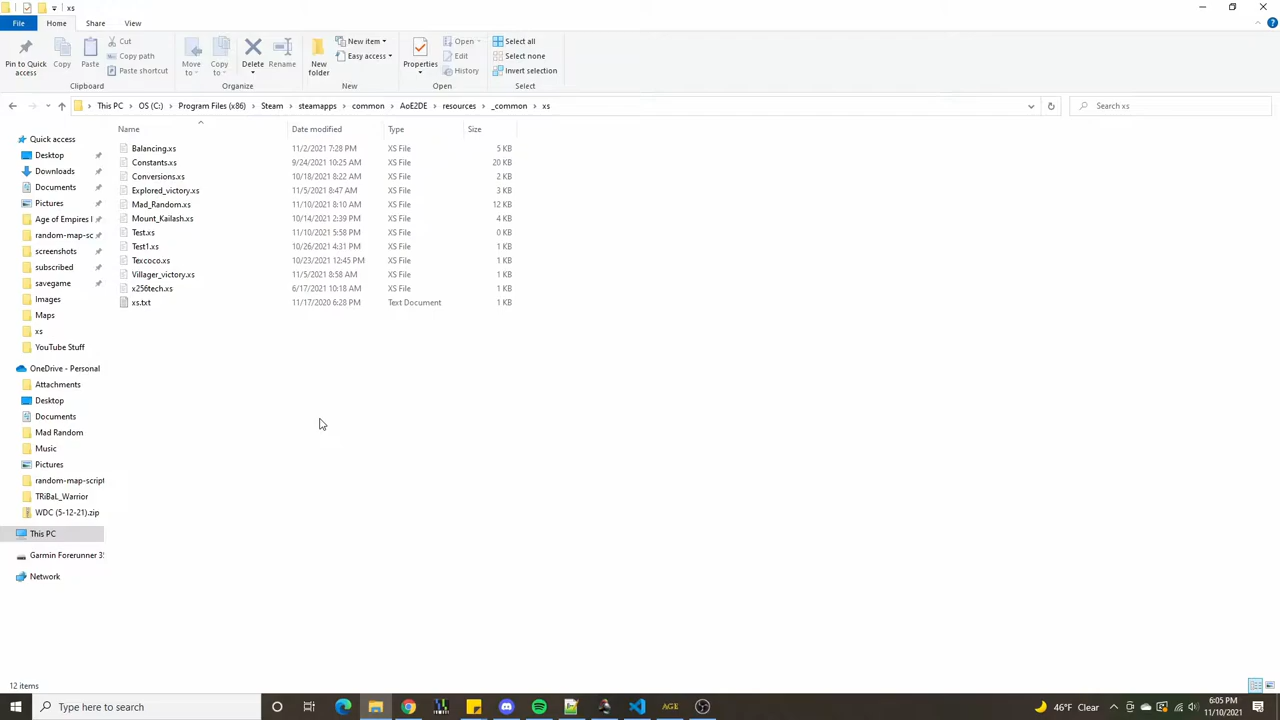 xs
File
Home
Share
View
Pin to Quick access
Copy
Paste
Cut
Copy path
Paste shortcut
Clipboard
Move to
Copy to
Delete
Rename
Organize
New folder
New item
Easy access
New
Properties
Open
Edit
History
Open
Select all
Select none
Invert selection
Select
This PC > OS (C:) > Program Files (x86) > Steam > steamapps > common > AoE2DE > resources > _common > xs
Search xs
Name Date modified Type Size
Balancing.xs 11/2/2021 7:28 PM XS File 5 KB
Constants.xs 9/24/2021 10:25 AM XS File 20 KB
Conversions.xs 10/18/2021 8:22 AM XS File 2 KB
Explored_victory.xs 11/5/2021 8:47 AM XS File 3 KB
Mad_Random.xs 11/10/2021 8:10 AM XS File 12 KB
Mount_Kailash.xs 10/14/2021 2:39 PM XS File 4 KB
Test.xs 11/10/2021 5:58 PM XS File 0 KB
Test1.xs 10/26/2021 4:31 PM XS File 1 KB
Texcoco.xs 10/23/2021 12:45 PM XS File 1 KB
Villager_victory.xs 11/5/2021 8:58 AM XS File 1 KB
x256tech.xs 6/17/2021 10:18 AM XS File 1 KB
xs.txt 11/17/2020 6:28 PM Text Document 1 KB
Quick access
Desktop
Downloads
Documents
Pictures
Age of Empires I
random-map-sc
screenshots
subscribed
savegame
Images
Maps
xs
YouTube Stuff
OneDrive - Personal
Attachments
Desktop
Documents
Mad Random
Music
Pictures
random-map-script
TRiBaL_Warrior
WDC (5-12-21).zip
This PC
Garmin Forerunner 3
Network
12 items
Type here to search
AGE
46°F Clear
6:05 PM
11/10/2021